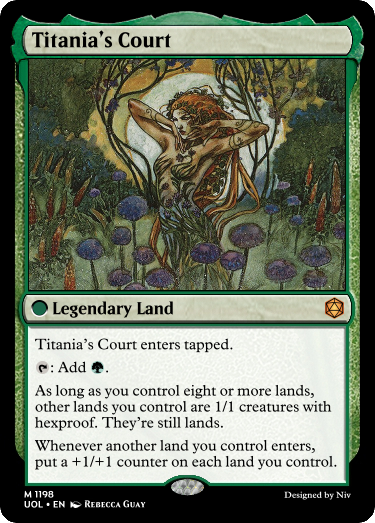 Titania's Court
Legendary Land
Titania's Court enters tapped.
: Add .
As long as you control eight or more lands,
other lands you control are 1/1 creatures with
hexproof. They're still lands.
Whenever another land you control enters,
put a +1/+1 counter on each land you control.
M 1198
UOL • EN Rebecca Guay
Designed by Niv